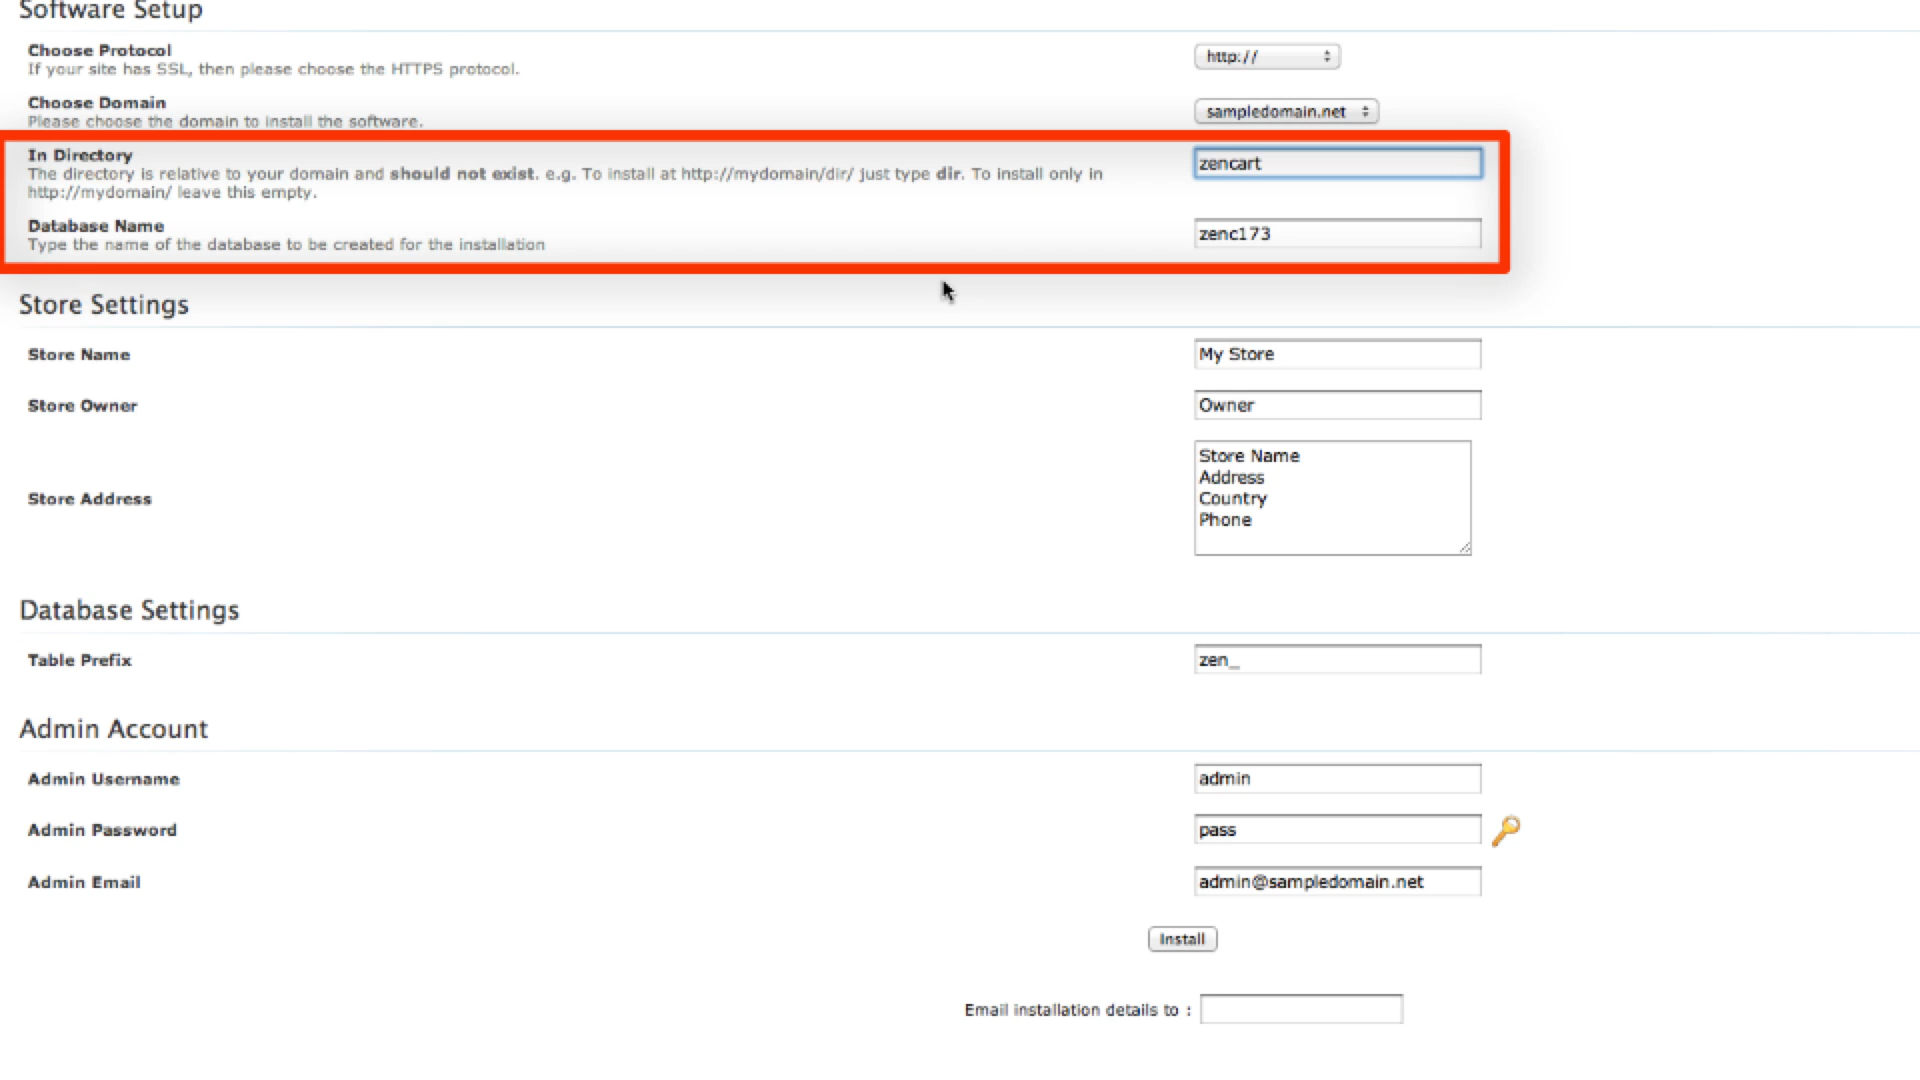 Software Setup
Choose Protocol
If your site has SSL, then please choose the HTTPS protocol.
http://
Choose Domain
Please choose the domain to install the software.
sampledomain.net
In Directory
The directory is relative to your domain and should not exist. e.g. To install at http://mydomain/dir/ just type dir. To install only in
http://mydomain/ leave this empty.
zencart
Database Name
Type the name of the database to be created for the installation
zenc173
Store Settings
Store Name
My Store
Store Owner
Owner
Store Address
Store Name
Address
Country
Phone
Database Settings
Table Prefix
zen_
Admin Account
Admin Username
admin
Admin Password
pass
Admin Email
admin@sampledomain.net
Install
Email installation details to :